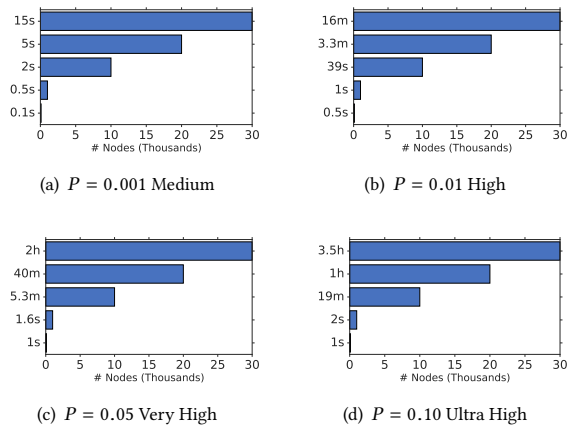 15s
5s
2s
0.5s
0.1s
0 5 10 15 20 25 30
# Nodes (Thousands)
(a) P = 0.001 Medium
16m
3.3m
39s
1s
0.5s
0 5 10 15 20 25 30
# Nodes (Thousands)
(b) P = 0.01 High
2h
40m
5.3m
1.6s
1s
0 5 10 15 20 25 30
# Nodes (Thousands)
(c) P = 0.05 Very High
3.5h
1h
19m
2s
1s
0 5 10 15 20 25 30
# Nodes (Thousands)
(d) P = 0.10 Ultra High